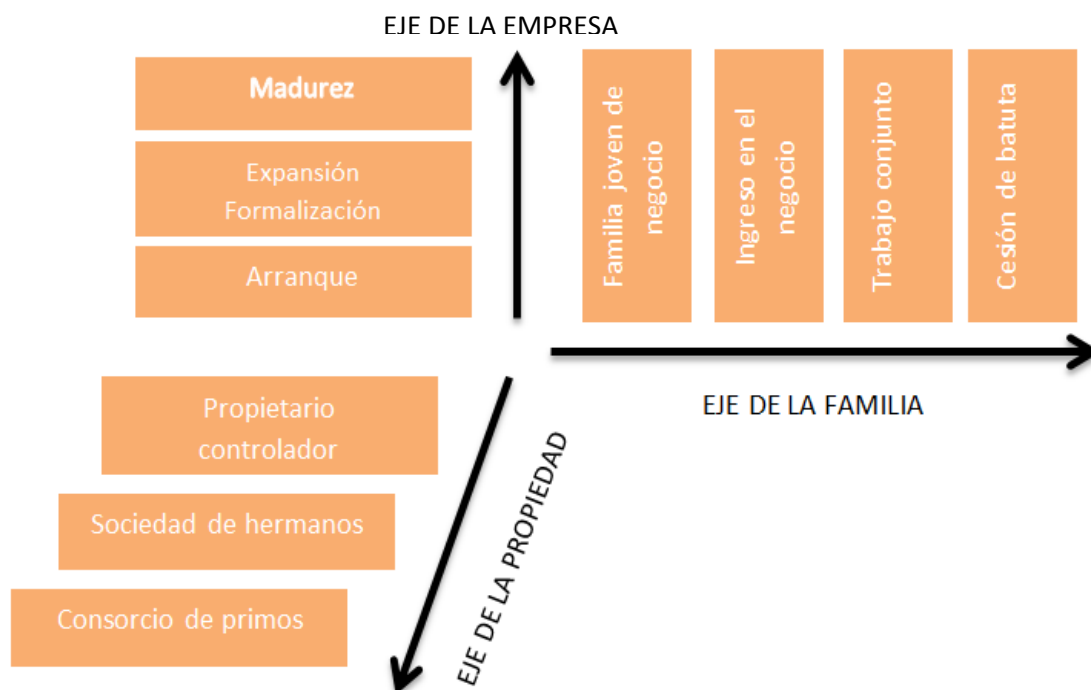 EJE DE LA EMPRESA
Madurez
Expansión
Formalización
Arranque
Familia joven de
negocio
Ingreso en el
negocio
Trabajo conjunto
Cesión de batuta
EJE DE LA FAMILIA
Propietario
controlador
Sociedad de hermanos
Consorcio de primos
EJE DE LA PROPIEDAD